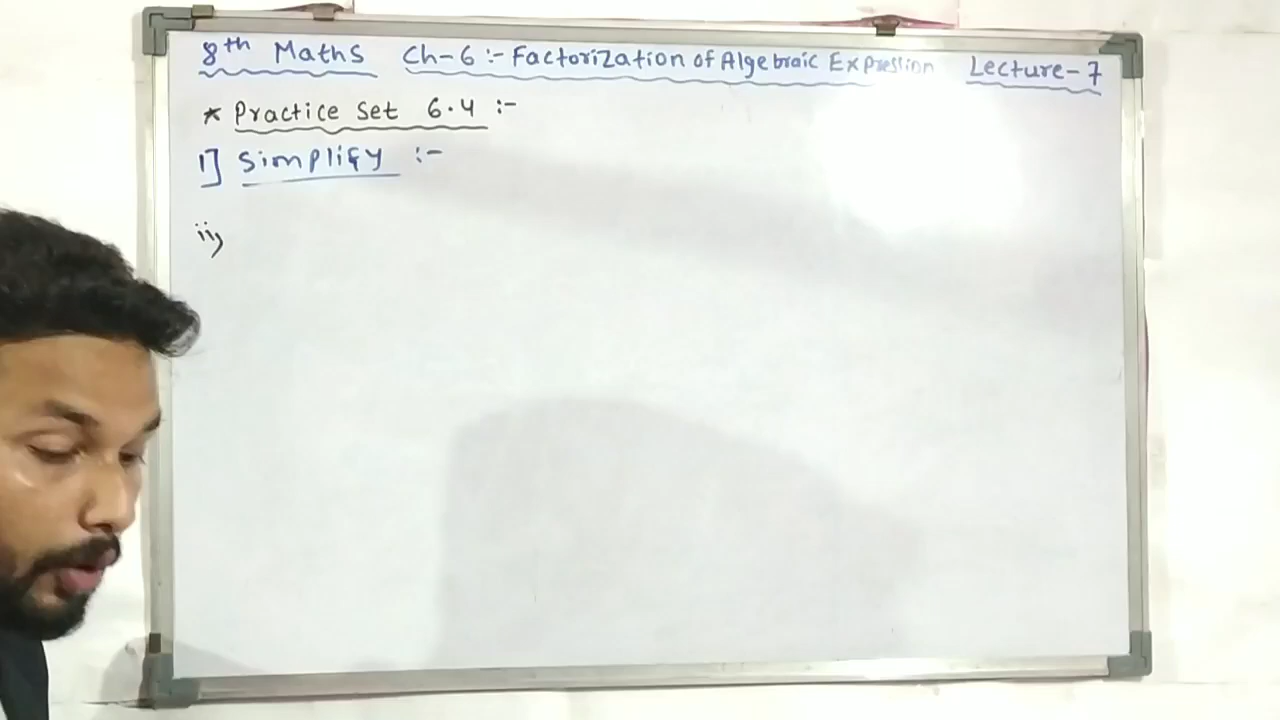 8th Maths Ch-6 :- Factorization of Algebraic Expression Lecture-7
* Practice Set 6.4 :-
1] Simplify :-
ii)